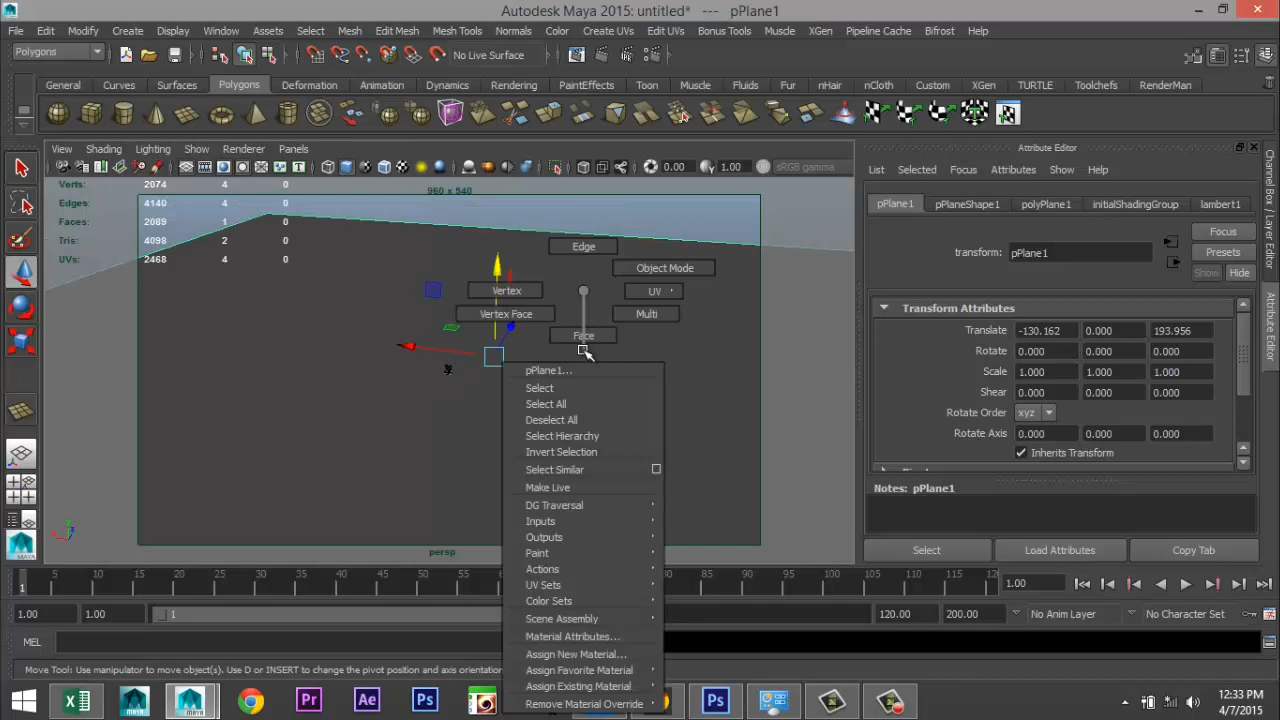 Autodesk Maya 2015: untitled*   ---   pPlane1
File Edit Modify Create Display Window Assets Select Mesh Edit Mesh Mesh Tools Normals Color Create UVs Edit UVs Bonus Tools Muscle XGen Pipeline Cache Bifrost Help
Polygons
No Live Surface
General Curves Surfaces Polygons Deformation Animation Dynamics Rendering PaintEffects Toon Muscle Fluids Fur nHair nCloth Custom XGen TURTLE Toolchefs RenderMan
View Shading Lighting Show Renderer Panels
0.00 1.00 sRGB gamma
Verts: 2074 4 0
Edges: 4140 4 0
Faces: 2089 1 0
Tris: 4098 2 0
UVs: 2468 4 0
960 x 540
Edge
Object Mode
Vertex
UV
Vertex Face
Multi
Face
pPlane1...
Select
Select All
Deselect All
Select Hierarchy
Invert Selection
Select Similar
Make Live
DG Traversal
Inputs
Outputs
Paint
Actions
UV Sets
Color Sets
Scene Assembly
Material Attributes...
Assign New Material...
Assign Favorite Material
Assign Existing Material
Remove Material Override
persp
Attribute Editor
List Selected Focus Attributes Show Help
pPlane1 pPlaneShape1 polyPlane1 initialShadingGroup lambert1
Focus
Presets
Show Hide
transform: pPlane1
Transform Attributes
Translate -130.162 0.000 193.956
Rotate 0.000 0.000 0.000
Scale 1.000 1.000 1.000
Shear 0.000 0.000 0.000
Rotate Order xyz
Rotate Axis 0.000 0.000 0.000
Inherits Transform
Notes: pPlane1
Select Load Attributes Copy Tab
Channel Box / Layer Editor
Attribute Editor
1 5 10 15 20 25 30 35 40 45 50 55 60 75 80 85 90 95 100 105 110 115 120
1.00
1.00 1.00 1 120.00 200.00 No Anim Layer No Character Set
MEL
Move Tool: Use manipulator to move object(s). Use D or INSERT to change the pivot position and axis orientation
Pr Ae Ps Ps
12:33 PM
4/7/2015